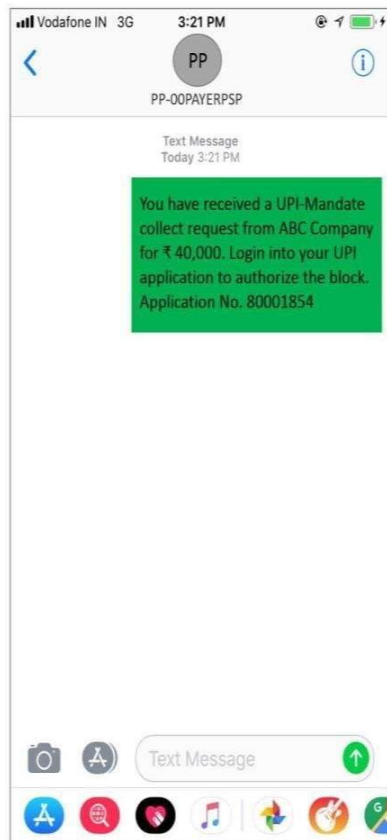 Vodafone IN 3G 3:21 PM
PP
PP-OOPAYERPSP
Text Message
Today 3:21 PM
You have received a UPI-Mandate
collect request from ABC Company
for ₹ 40,000. Login into your UPI
application to authorize the block.
Application No. 80001854
Text Message